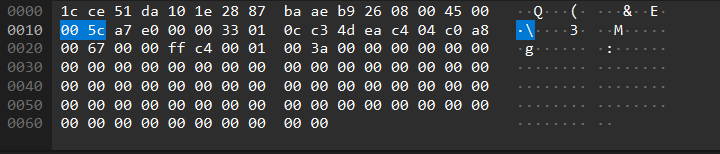 0000 1c ce 51 da 10 1e 28 87 ba ae b9 26 08 00 45 00 ··Q···(· ···&··E·
0010 00 5c a7 e0 00 00 33 01 0c c3 4d ea c4 04 c0 a8 ·\····3· ··M·····
0020 00 67 00 00 ff c4 00 01 00 3a 00 00 00 00 00 00 ·g······ ·:······
0030 00 00 00 00 00 00 00 00 00 00 00 00 00 00 00 00 ········ ········
0040 00 00 00 00 00 00 00 00 00 00 00 00 00 00 00 00 ········ ········
0050 00 00 00 00 00 00 00 00 00 00 00 00 00 00 00 00 ········ ········
0060 00 00 00 00 00 00 00 00 00 00 ········ ··